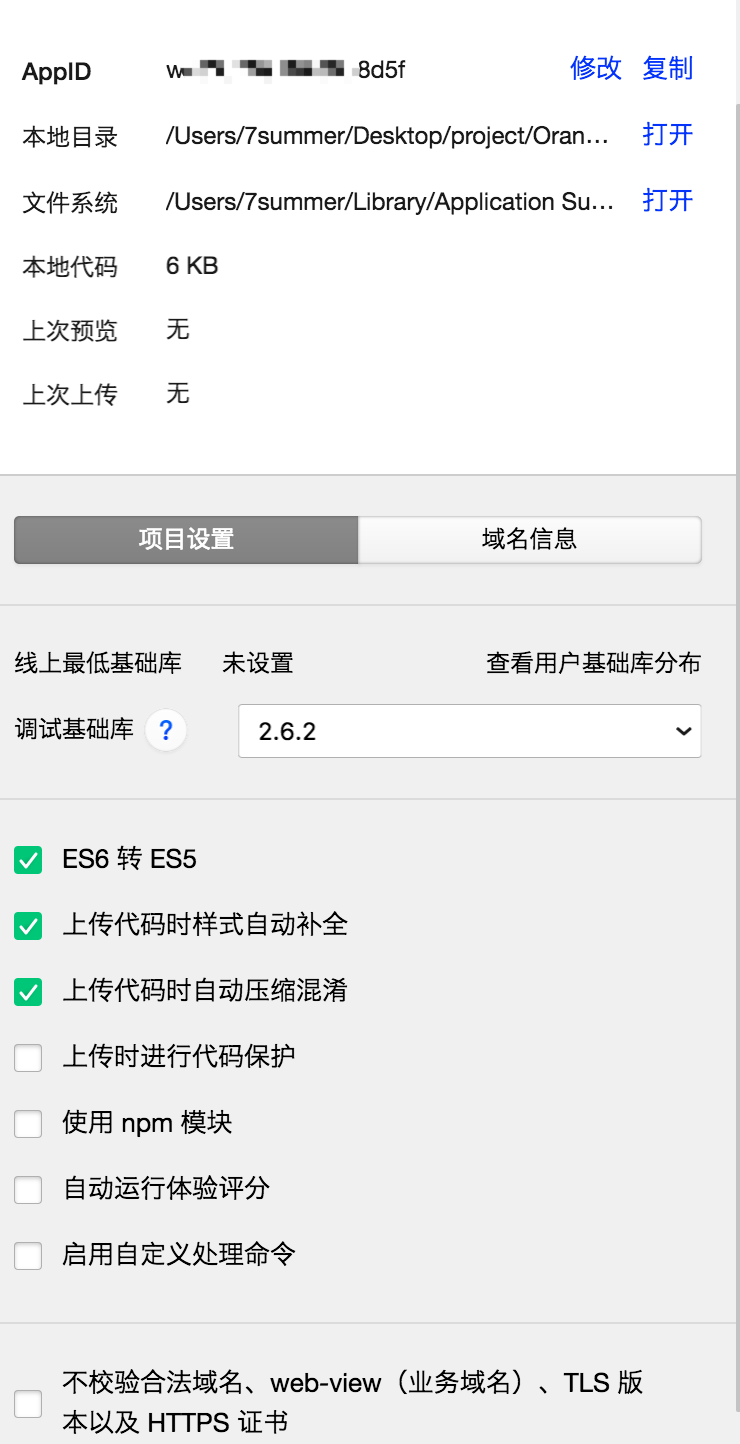 AppID 8d5f 修改 复制
本地目录 /Users/7summer/Desktop/project/Oran... 打开
文件系统 /Users/7summer/Library/Application Su... 打开
本地代码 6 KB
上次预览 无
上次上传 无
项目设置 域名信息
线上最低基础库 未设置 查看用户基础库分布
调试基础库 ? 2.6.2
ES6 转 ES5
上传代码时样式自动补全
上传代码时自动压缩混淆
上传时进行代码保护
使用 npm 模块
自动运行体验评分
启用自定义处理命令
不校验合法域名、web-view（业务域名）、TLS 版
本以及 HTTPS 证书